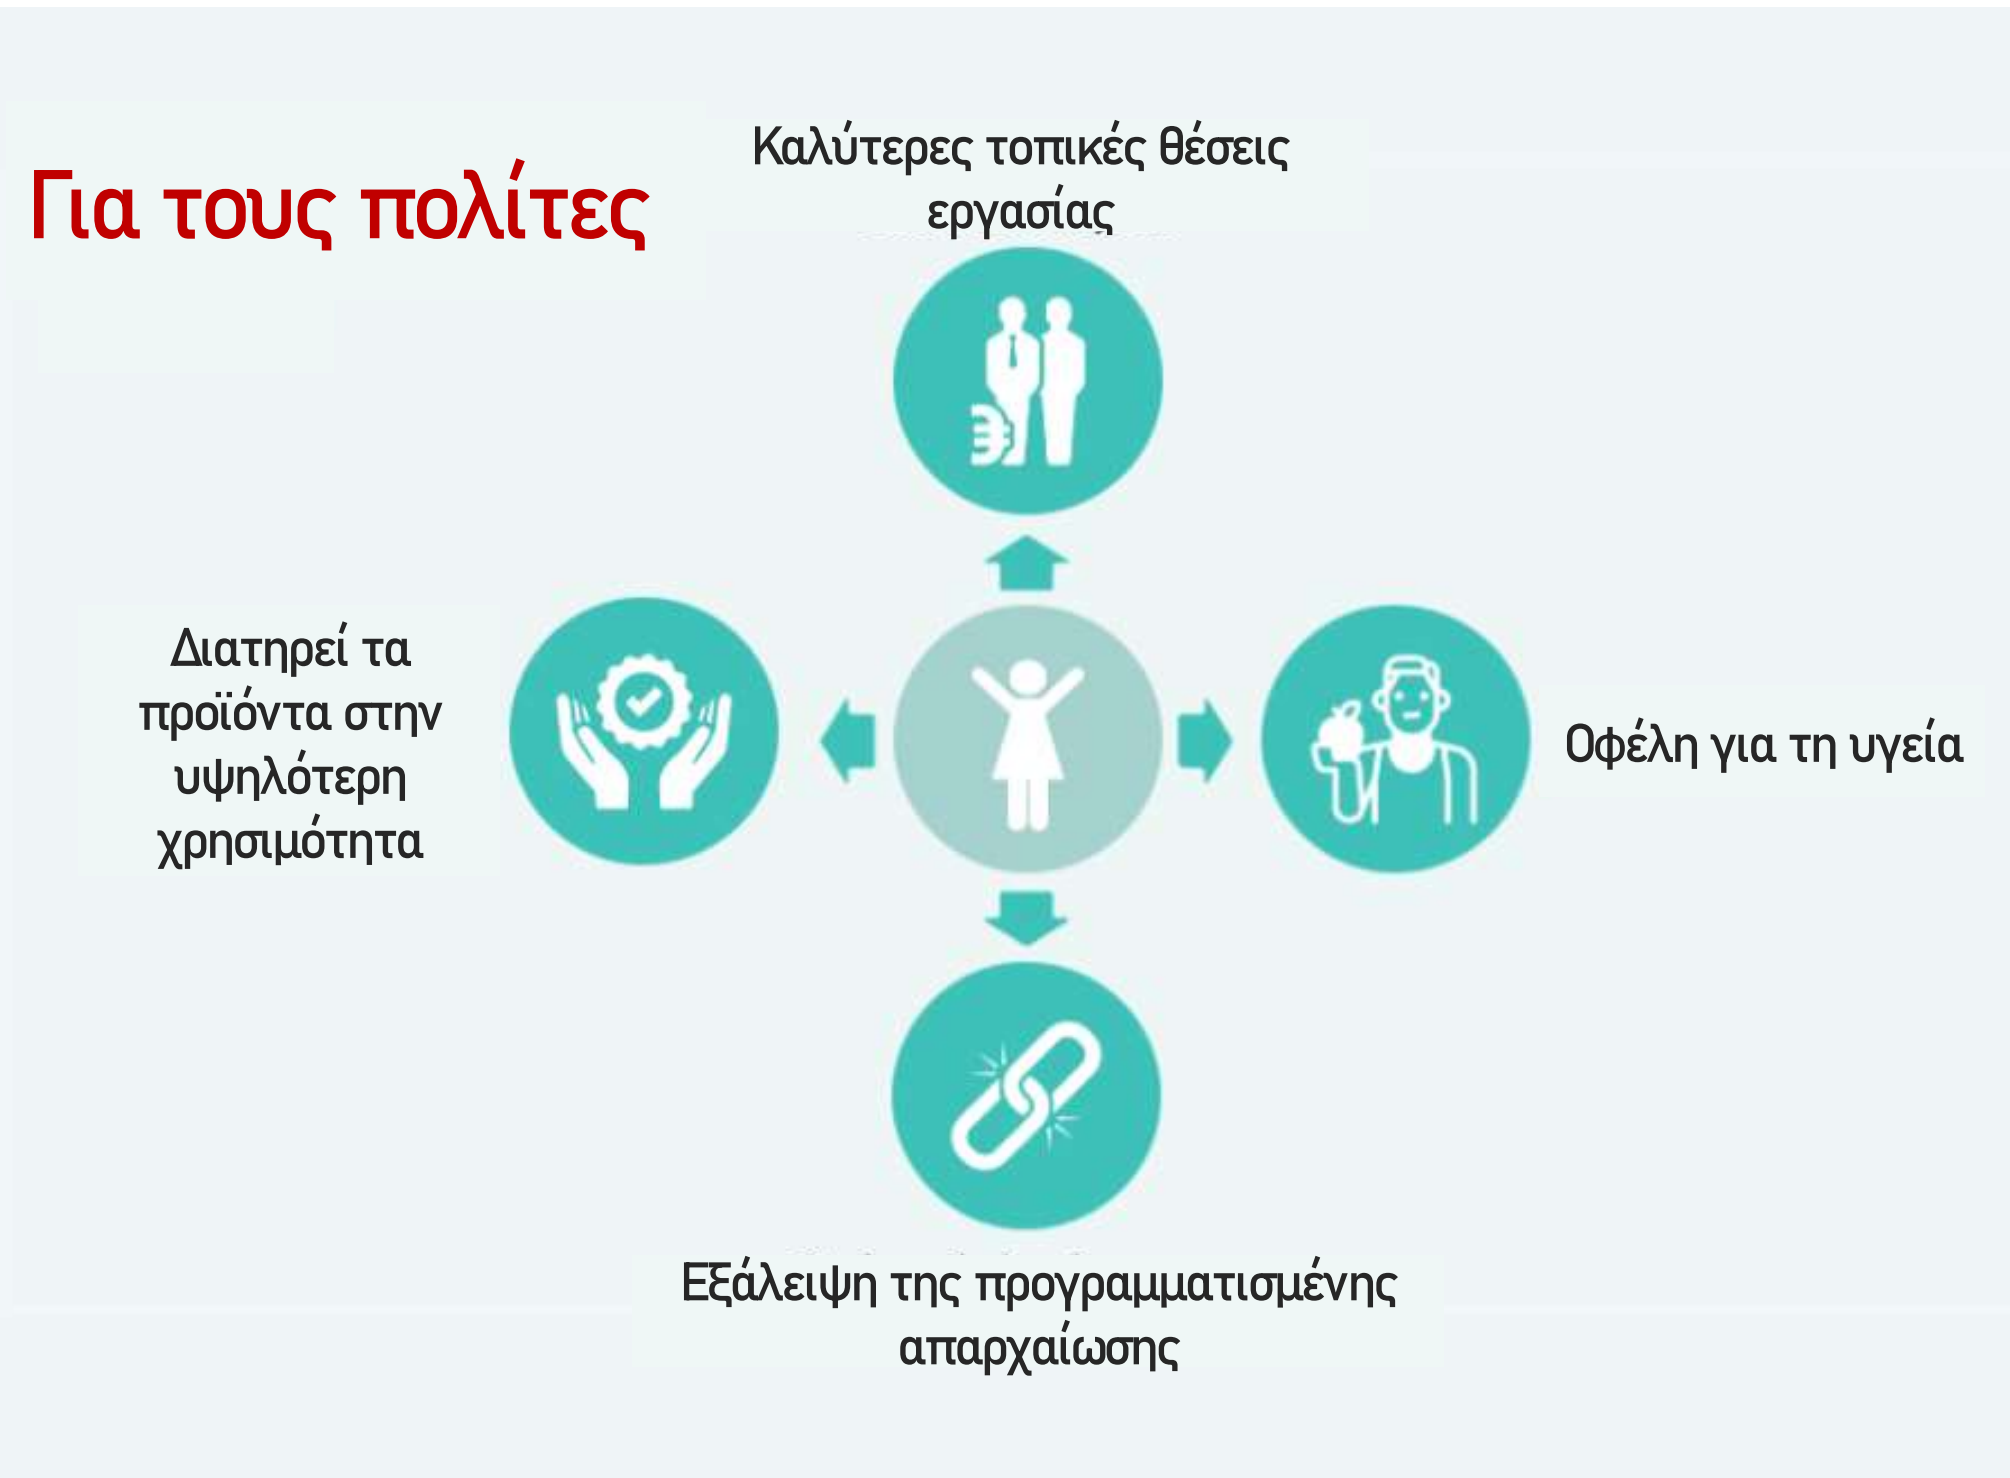 Για τους πολίτες
Καλύτερες τοπικές θέσεις
εργασίας
Διατηρεί τα
προϊόντα στην
υψηλότερη
χρησιμότητα
Οφέλη για τη υγεία
Εξάλειψη της προγραμματισμένης
απαρχαίωσης